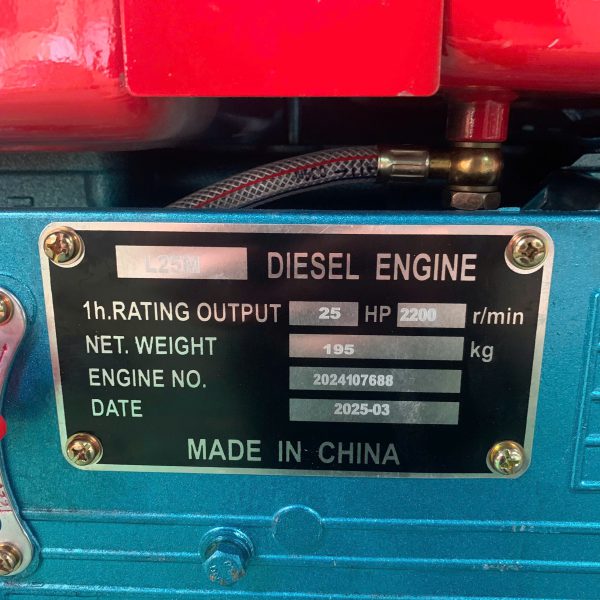 L25M DIESEL ENGINE
1h.RATING OUTPUT 25 HP 2200 r/min
NET. WEIGHT 195 kg
ENGINE NO. 2024107688
DATE 2025-03
MADE IN CHINA